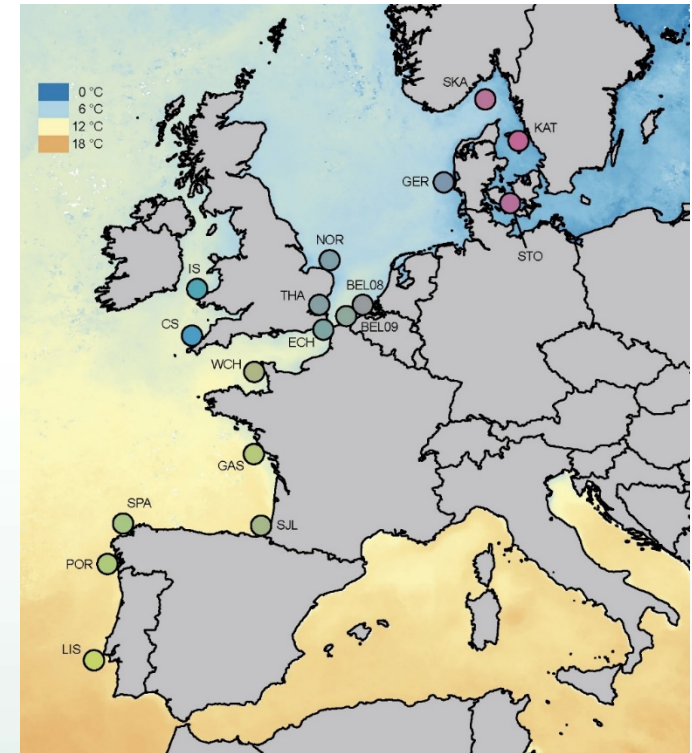 0 °C
6 °C
12 °C
18 °C
SKA
KAT
GER
STO
NOR
IS
THA
BEL08
CS
ECH
BEL09
WCH
GAS
SPA
SJL
POR
LIS